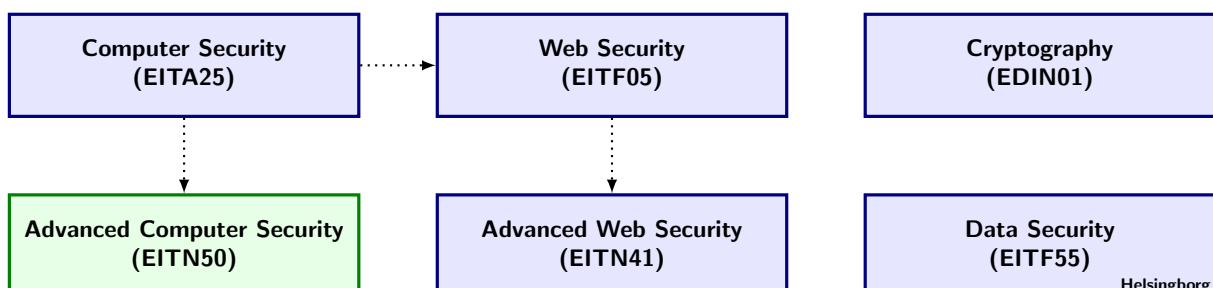 Computer Security
(EITA25)
Web Security
(EITF05)
Cryptography
(EDIN01)
Advanced Computer Security
(EITN50)
Advanced Web Security
(EITN41)
Data Security
(EITF55)
Helsingborg